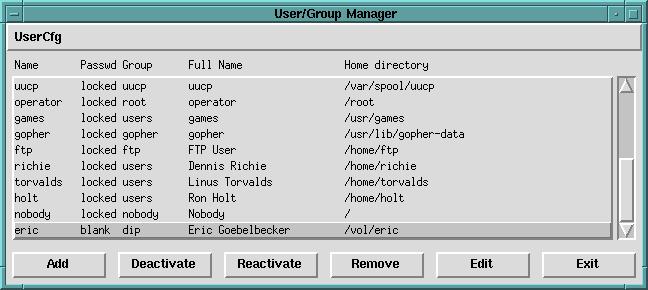 User/Group Manager
UserCfg
Name Passwd Group Full Name Home directory
uucp locked uucp uucp /var/spool/uucp
operator locked root operator /root
games locked users games /usr/games
gopher locked gopher gopher /usr/lib/gopher-data
ftp locked ftp FTP User /home/ftp
richie locked users Dennis Richie /home/richie
torvalds locked users Linus Torvalds /home/torvalds
holt locked users Ron Holt /home/holt
nobody locked nobody Nobody /
eric blank dip Eric Goebelbecker /vol/eric
Add Deactivate Reactivate Remove Edit Exit